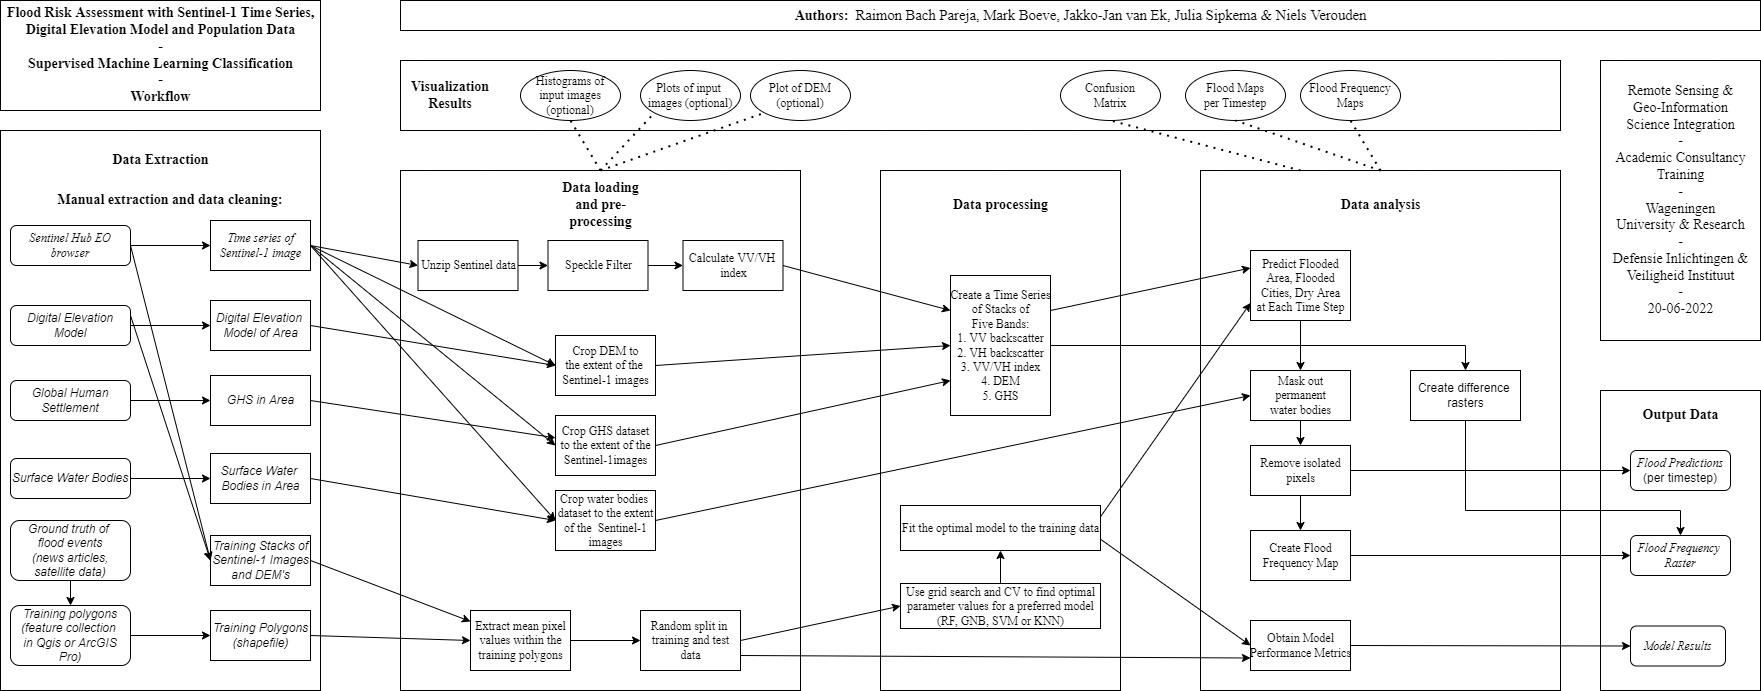 Flood Risk Assessment with Sentinel-1 Time Series,
Digital Elevation Model and Population Data
-
Supervised Machine Learning Classification
-
Workflow
Authors:  Raimon Bach Pareja, Mark Boeve, Jakko-Jan van Ek, Julia Sipkema & Niels Verouden
Visualization
Results
Histograms of
input images
(optional)
Plots of input
images (optional)
Plot of DEM
(optional)
Confusion
Matrix
Flood Maps
per Timestep
Flood Frequency
Maps
Remote Sensing &
Geo-Information
Science Integration
-
Academic Consultancy
Training
-
Wageningen
University & Research
-
Defensie Inlichtingen &
Veiligheid Instituut
-
20-06-2022
Data Extraction
Manual extraction and data cleaning:
Sentinel Hub EO
browser
Time series of
Sentinel-1 image
Digital Elevation
Model
Digital Elevation
Model of Area
Global Human
Settlement
GHS in Area
Surface Water Bodies
Surface Water
Bodies in Area
Ground truth of
flood events
(news articles,
satellite data)
Training Stacks of
Sentinel-1 Images
and DEM's
Training polygons
(feature collection
in Qgis or ArcGIS
Pro)
Training Polygons
(shapefile)
Data loading
and pre-
processing
Unzip Sentinel data
Speckle Filter
Calculate VV/VH
index
Crop DEM to
the extent of the
Sentinel-1 images
Crop GHS dataset
to the extent of the
Sentinel-1images
Crop water bodies
dataset to the extent
of the  Sentinel-1
images
Extract mean pixel
values within the
training polygons
Random split in
training and test
data
Data processing
Create a Time Series
of Stacks of
Five Bands:
1. VV backscatter
2. VH backscatter
3. VV/VH index
4. DEM
5. GHS
Fit the optimal model to the training data
Use grid search and CV to find optimal
parameter values for a preferred model
(RF, GNB, SVM or KNN)
Data analysis
Predict Flooded
Area, Flooded
Cities, Dry Area
at Each Time Step
Mask out
permanent
water bodies
Create difference
rasters
Remove isolated
pixels
Create Flood
Frequency Map
Obtain Model
Performance Metrics
Output Data
Flood Predictions
(per timestep)
Flood Frequency
Raster
Model Results